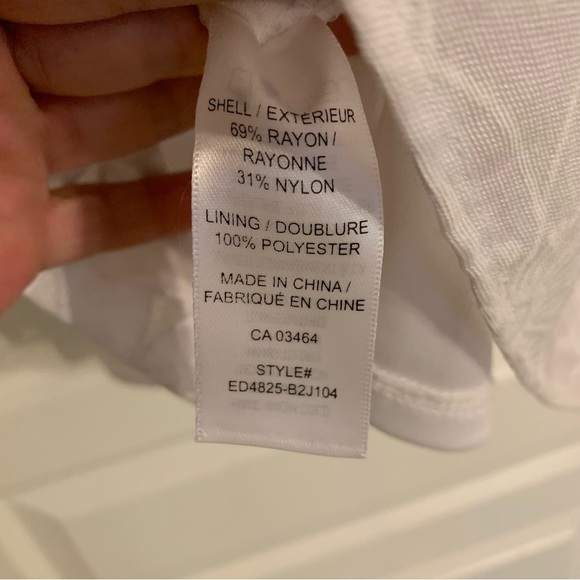 SHELL / EXTÉRIEUR
69% RAYON /
RAYONNE
31% NYLON
LINING / DOUBLURE
100% POLYESTER
MADE IN CHINA /
FABRIQUÉ EN CHINE
CA 03464
STYLE#
ED4825-B2J104